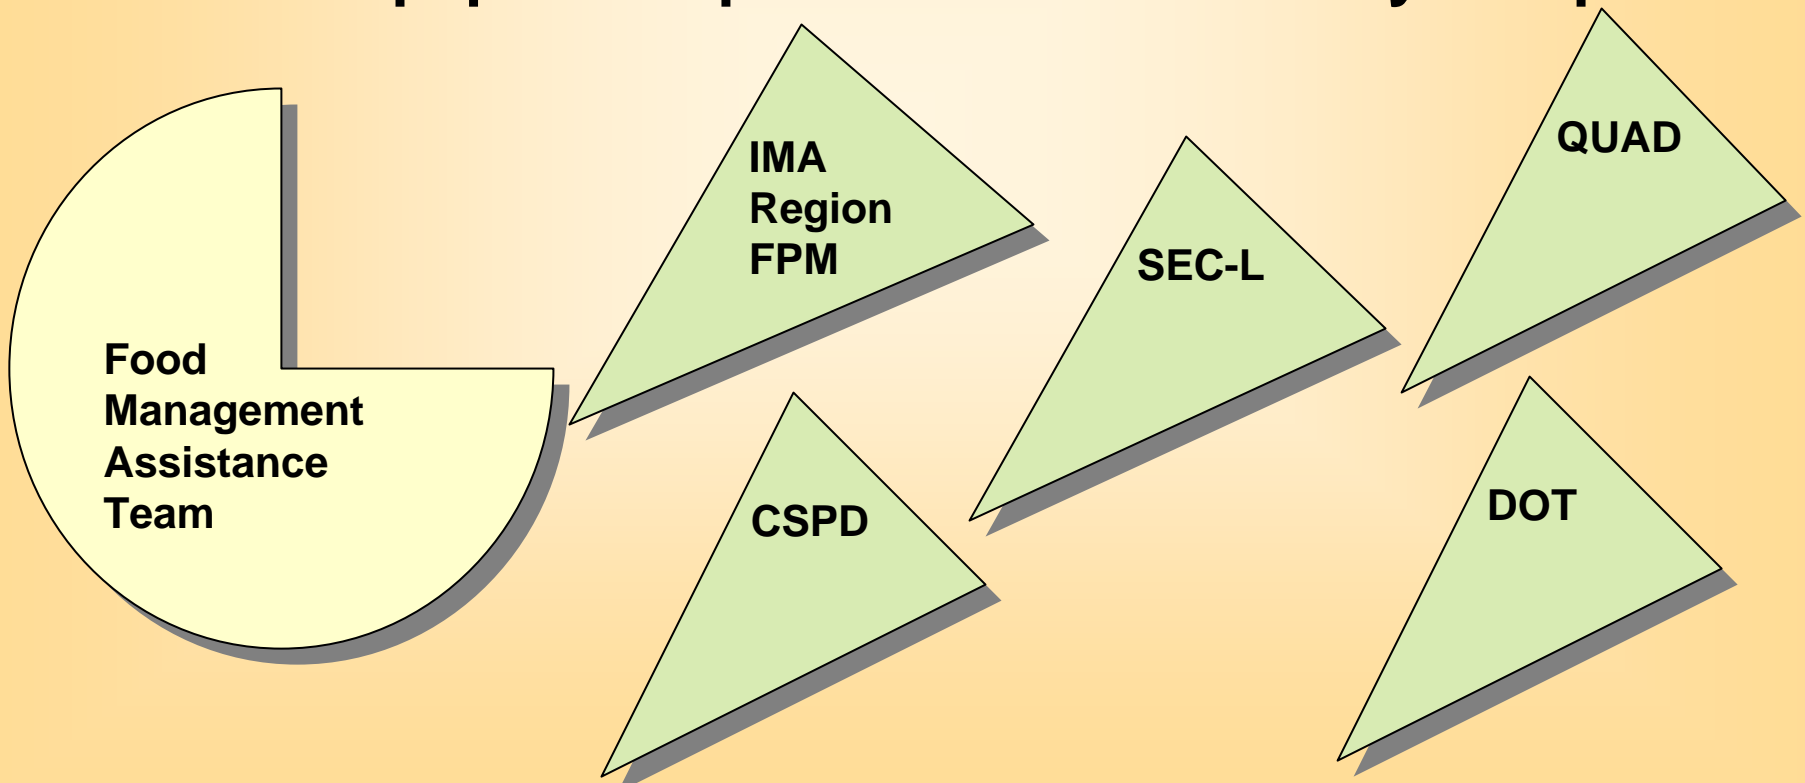 Food
Management
Assistance
Team
IMA
Region
FPM
SEC-L
QUAD
CSPD
DOT